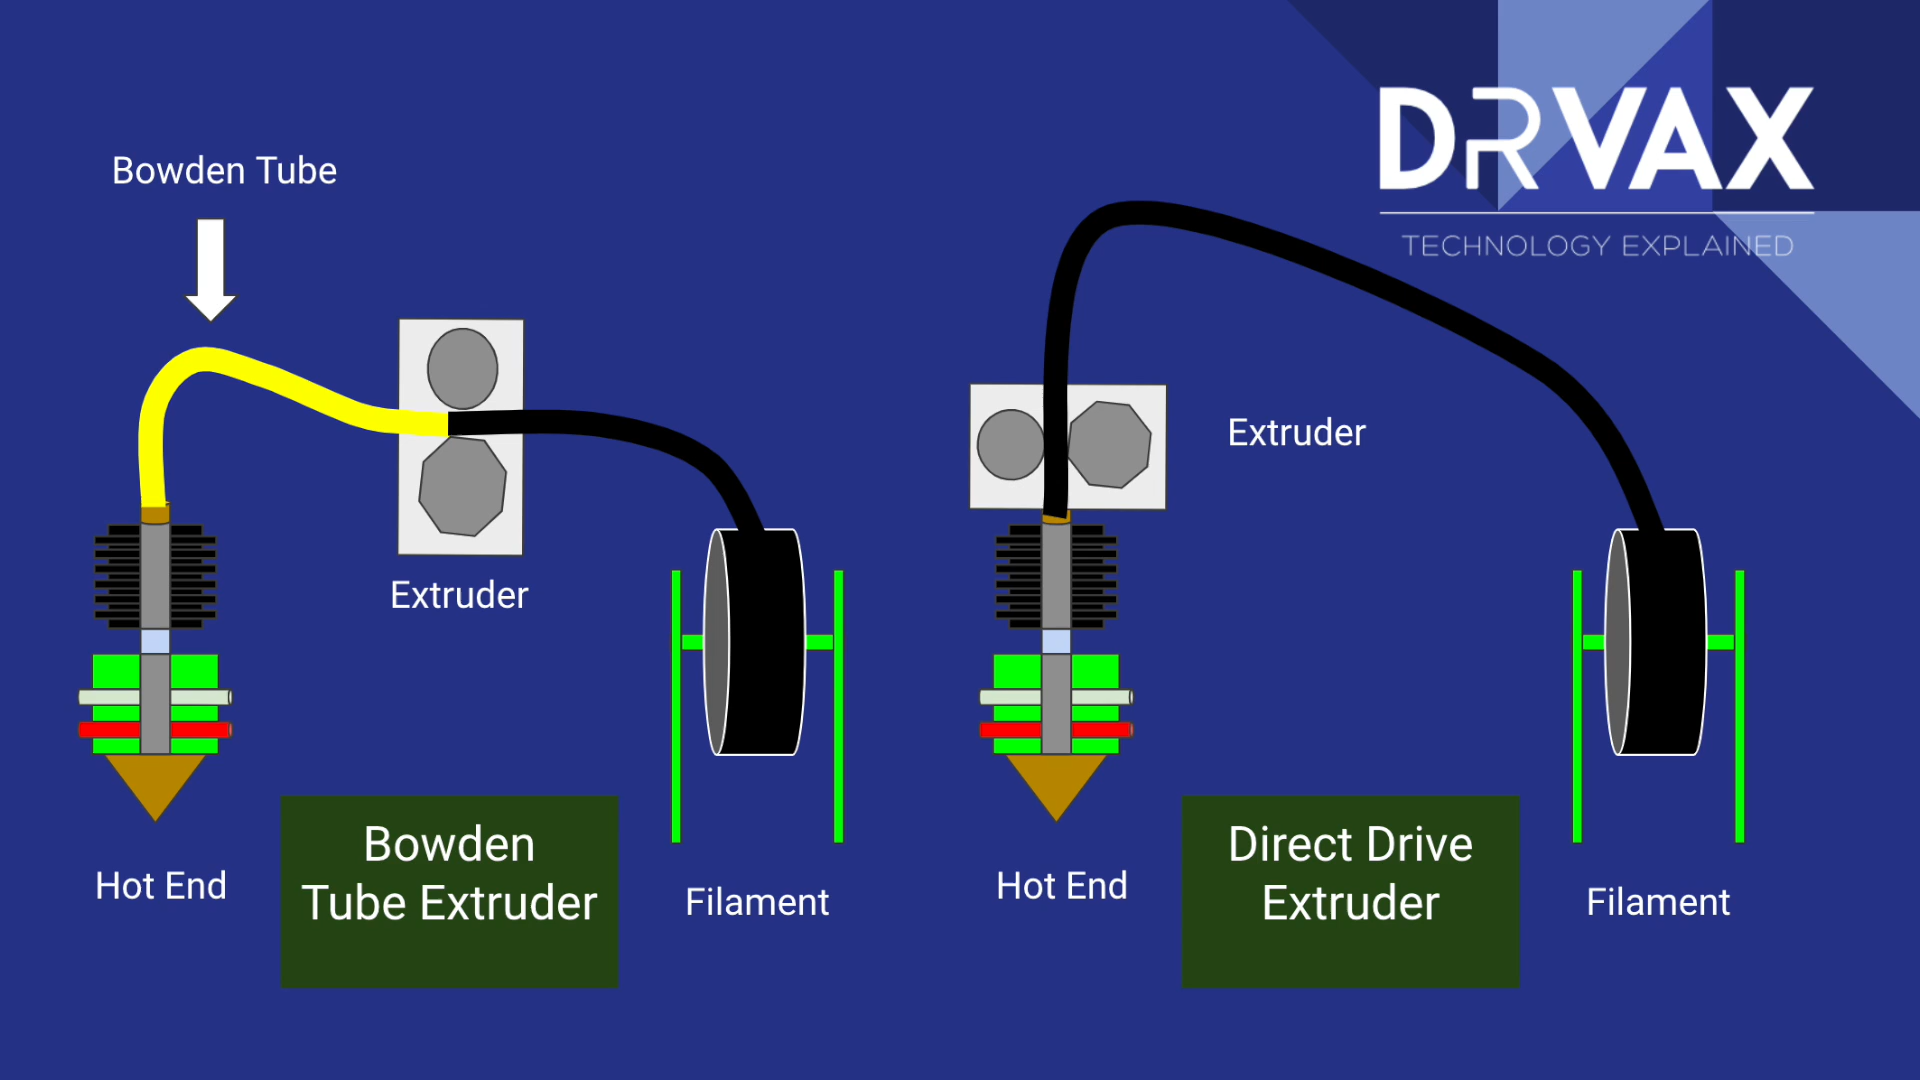 DRVAX
TECHNOLOGY EXPLAINED
Bowden Tube
Extruder
Hot End
Bowden
Tube Extruder
Filament
Extruder
Hot End
Direct Drive
Extruder
Filament